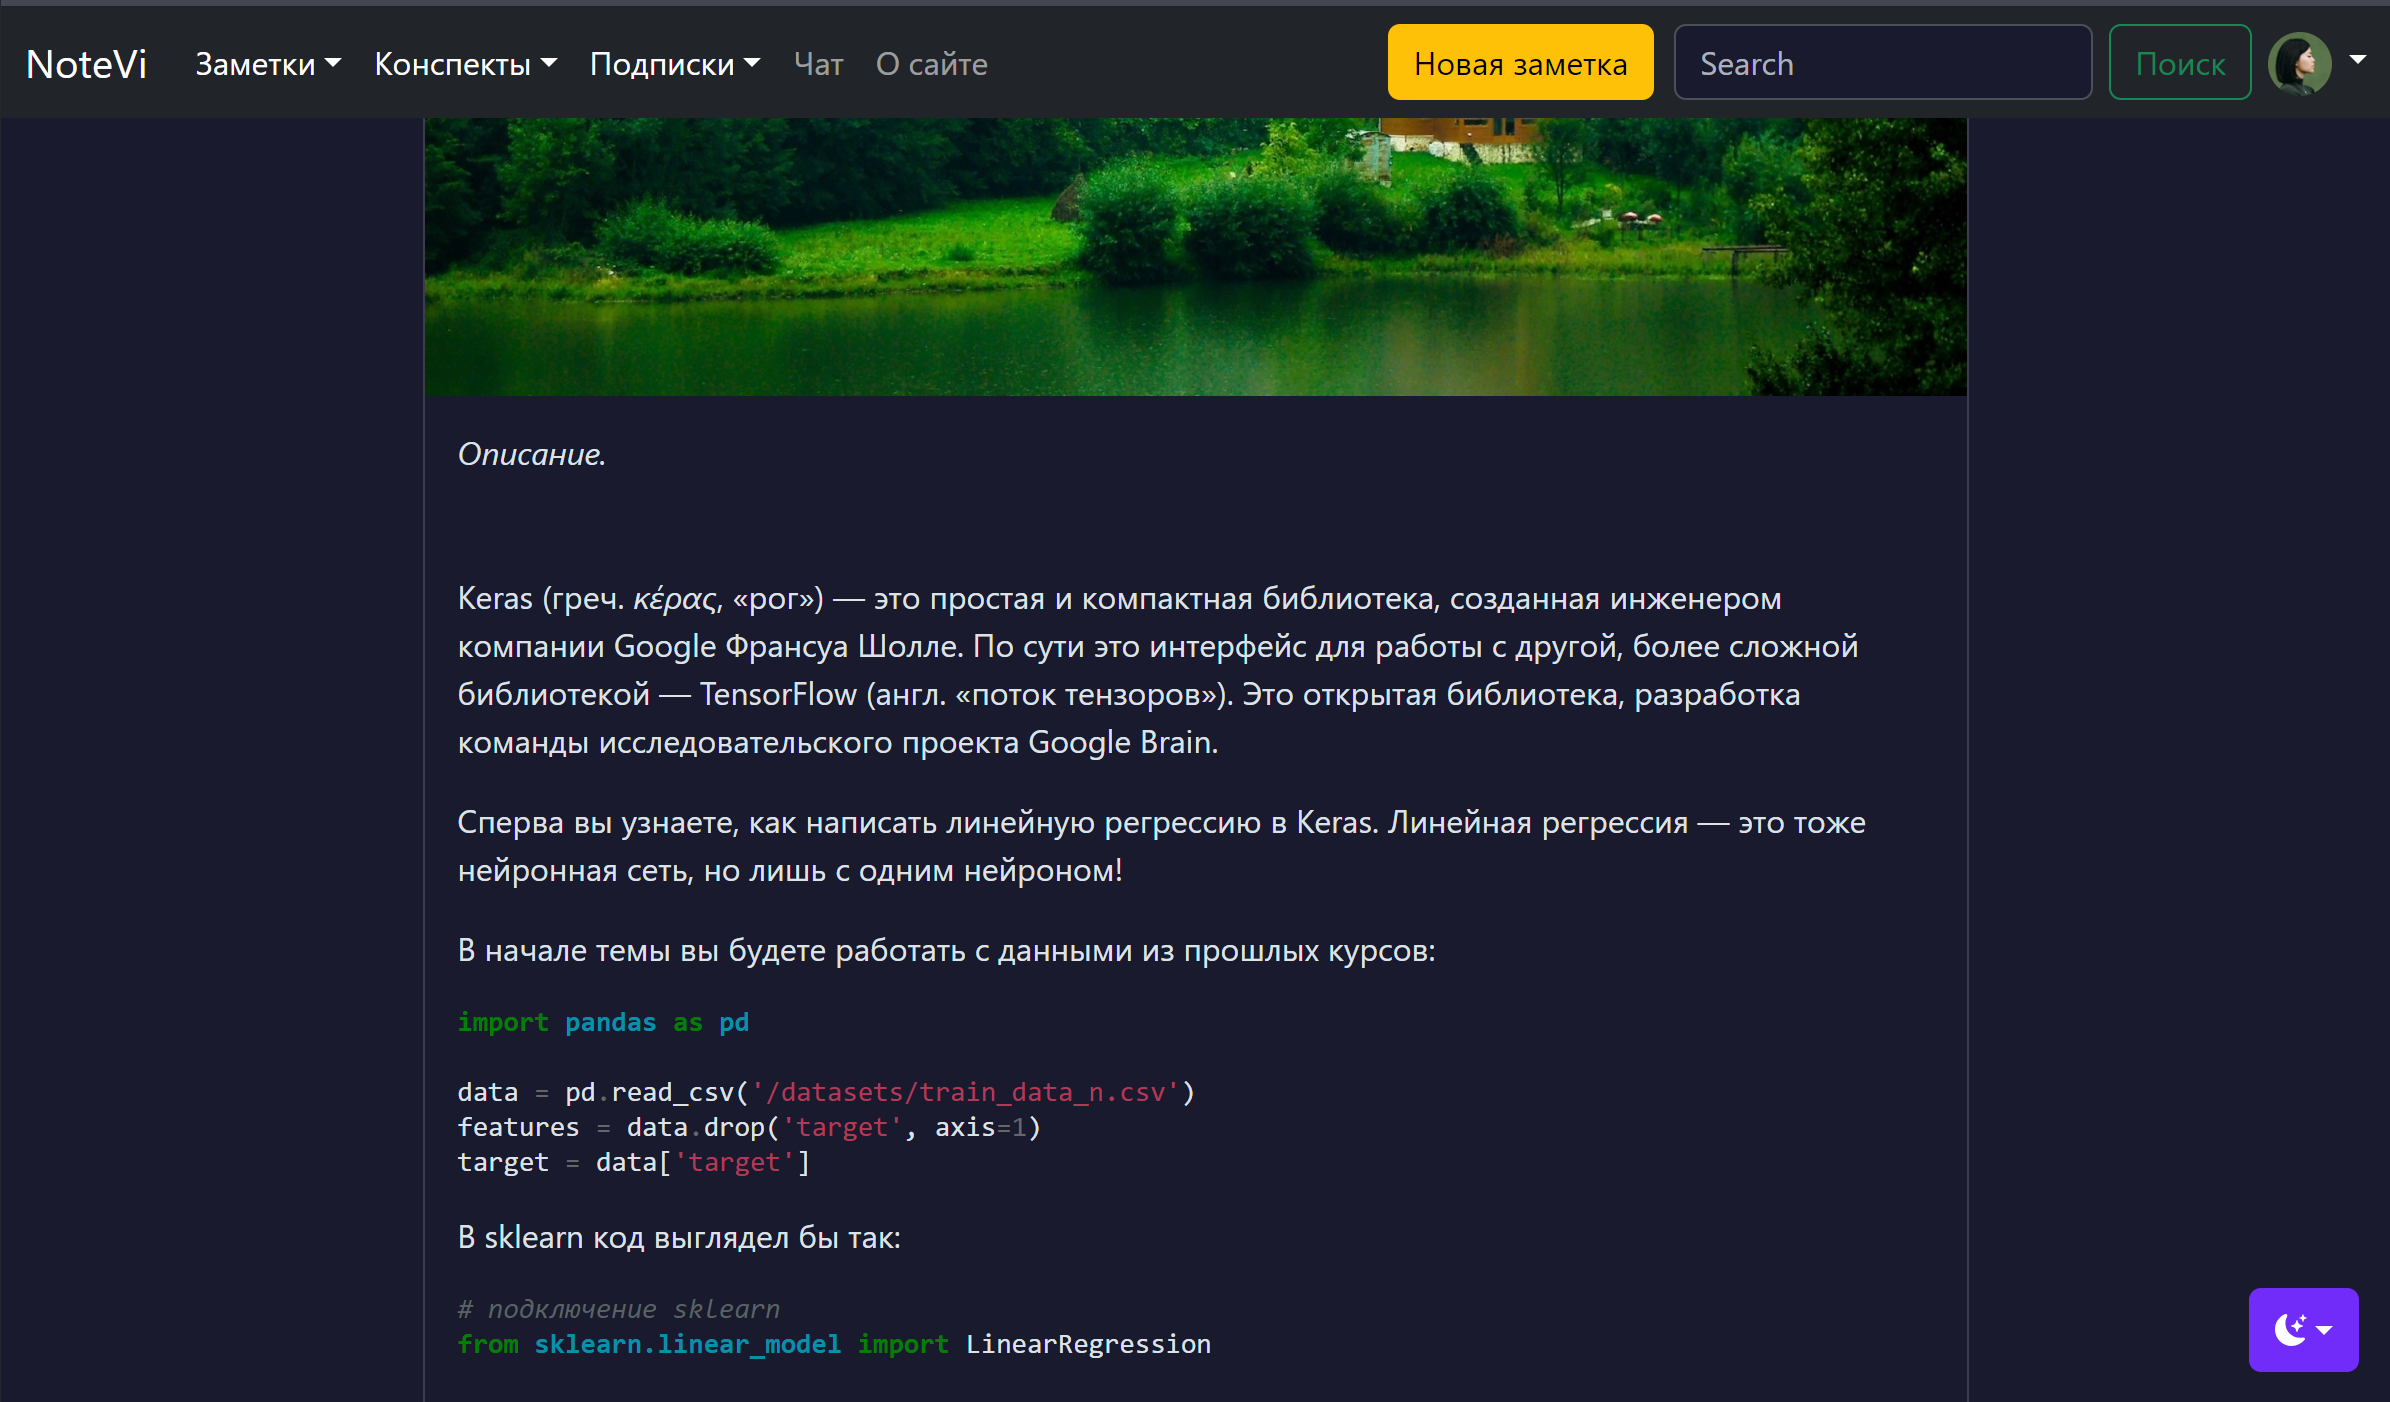 NoteVi Заметки Конспекты Подписки Чат О сайте Новая заметка Search Поиск
Описание.
Keras (греч. κέρας, «рог») — это простая и компактная библиотека, созданная инженером
компании Google Франсуа Шолле. По сути это интерфейс для работы с другой, более сложной
библиотекой — TensorFlow (англ. «поток тензоров»). Это открытая библиотека, разработка
команды исследовательского проекта Google Brain.
Сперва вы узнаете, как написать линейную регрессию в Keras. Линейная регрессия — это тоже
нейронная сеть, но лишь с одним нейроном!
В начале темы вы будете работать с данными из прошлых курсов:
import pandas as pd
data = pd.read_csv('/datasets/train_data_n.csv')
features = data.drop('target', axis=1)
target = data['target']
В sklearn код выглядел бы так:
# подключение sklearn
from sklearn.linear_model import LinearRegression